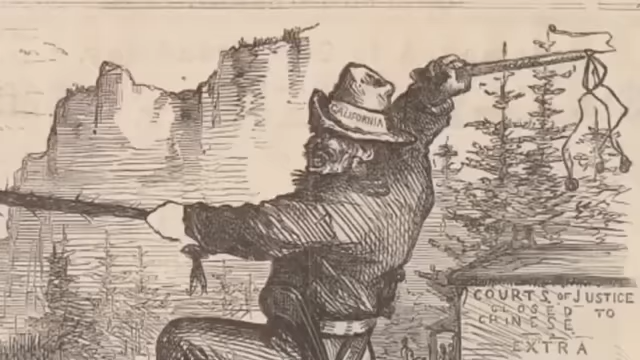 CALIFORNIA
COURTS OF JUSTICE
CLOSED TO
CHINESE
EXTRA